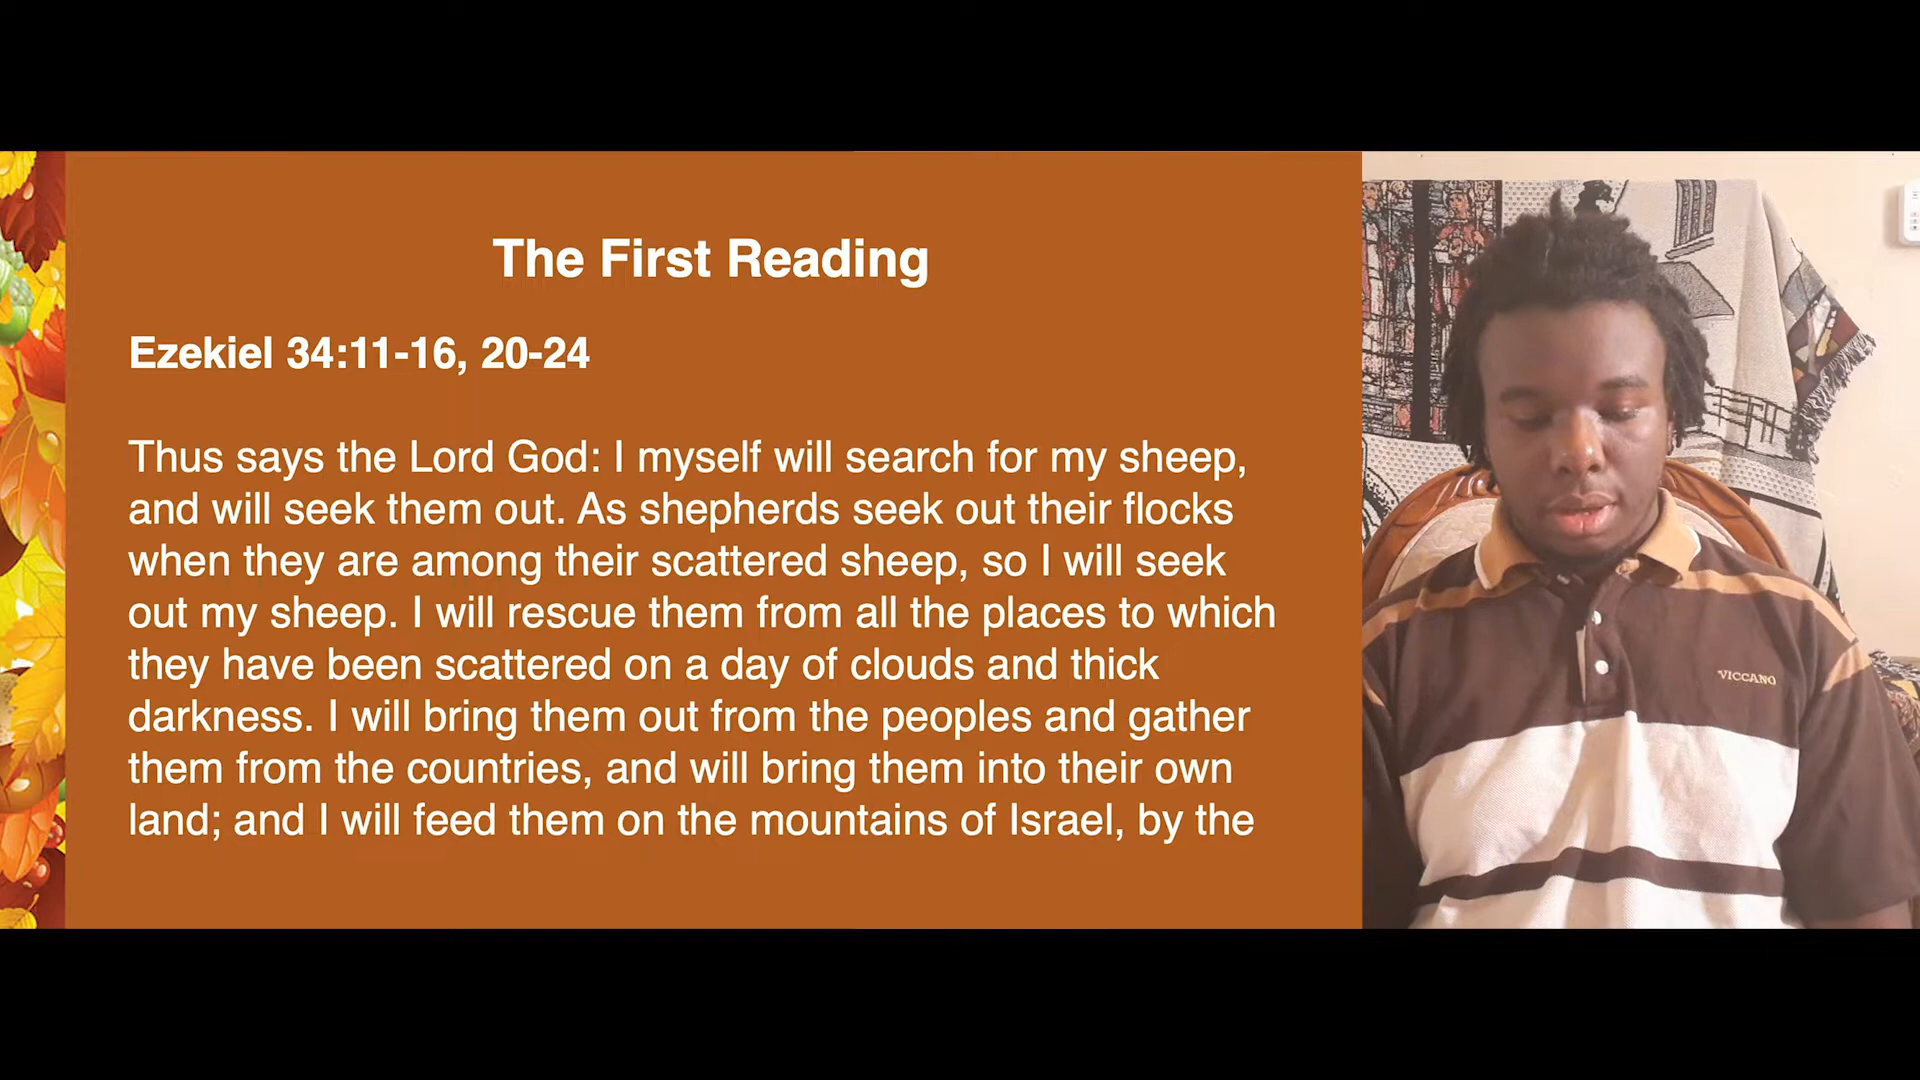 The First Reading
Ezekiel 34:11-16, 20-24
Thus says the Lord God: I myself will search for my sheep,
and will seek them out. As shepherds seek out their flocks
when they are among their scattered sheep, so I will seek
out my sheep. I will rescue them from all the places to which
they have been scattered on a day of clouds and thick
darkness. I will bring them out from the peoples and gather
them from the countries, and will bring them into their own
land; and I will feed them on the mountains of Israel, by the
VICCANO